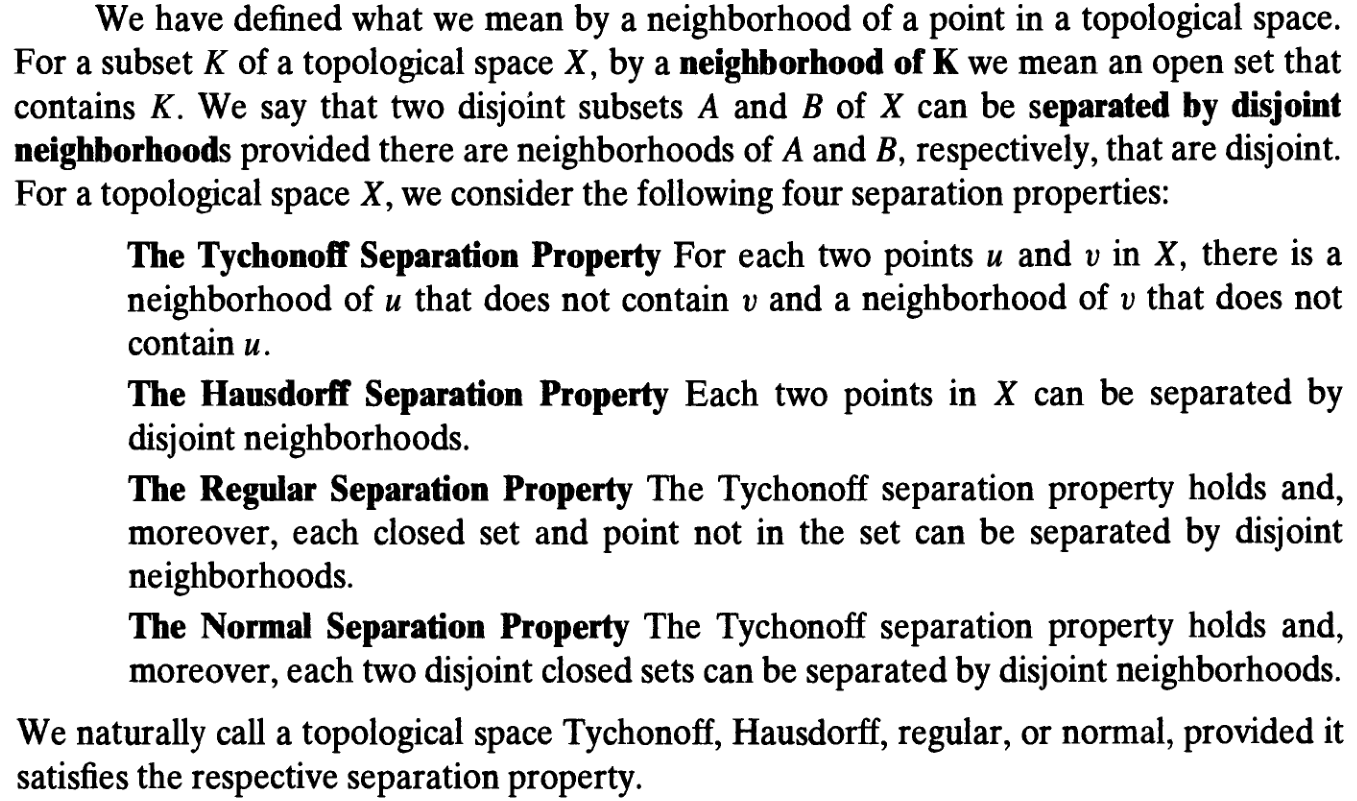 We have defined what we mean by a neighborhood of a point in a topological space.
For a subset K of a topological space X, by a neighborhood of K we mean an open set that
contains K. We say that two disjoint subsets A and B of X can be separated by disjoint
neighborhoods provided there are neighborhoods of A and B, respectively, that are disjoint.
For a topological space X, we consider the following four separation properties:
The Tychonoff Separation Property For each two points u and v in X, there is a
neighborhood of u that does not contain v and a neighborhood of v that does not
contain u.
The Hausdorff Separation Property Each two points in X can be separated by
disjoint neighborhoods.
The Regular Separation Property The Tychonoff separation property holds and,
moreover, each closed set and point not in the set can be separated by disjoint
neighborhoods.
The Normal Separation Property The Tychonoff separation property holds and,
moreover, each two disjoint closed sets can be separated by disjoint neighborhoods.
We naturally call a topological space Tychonoff, Hausdorff, regular, or normal, provided it
satisfies the respective separation property.